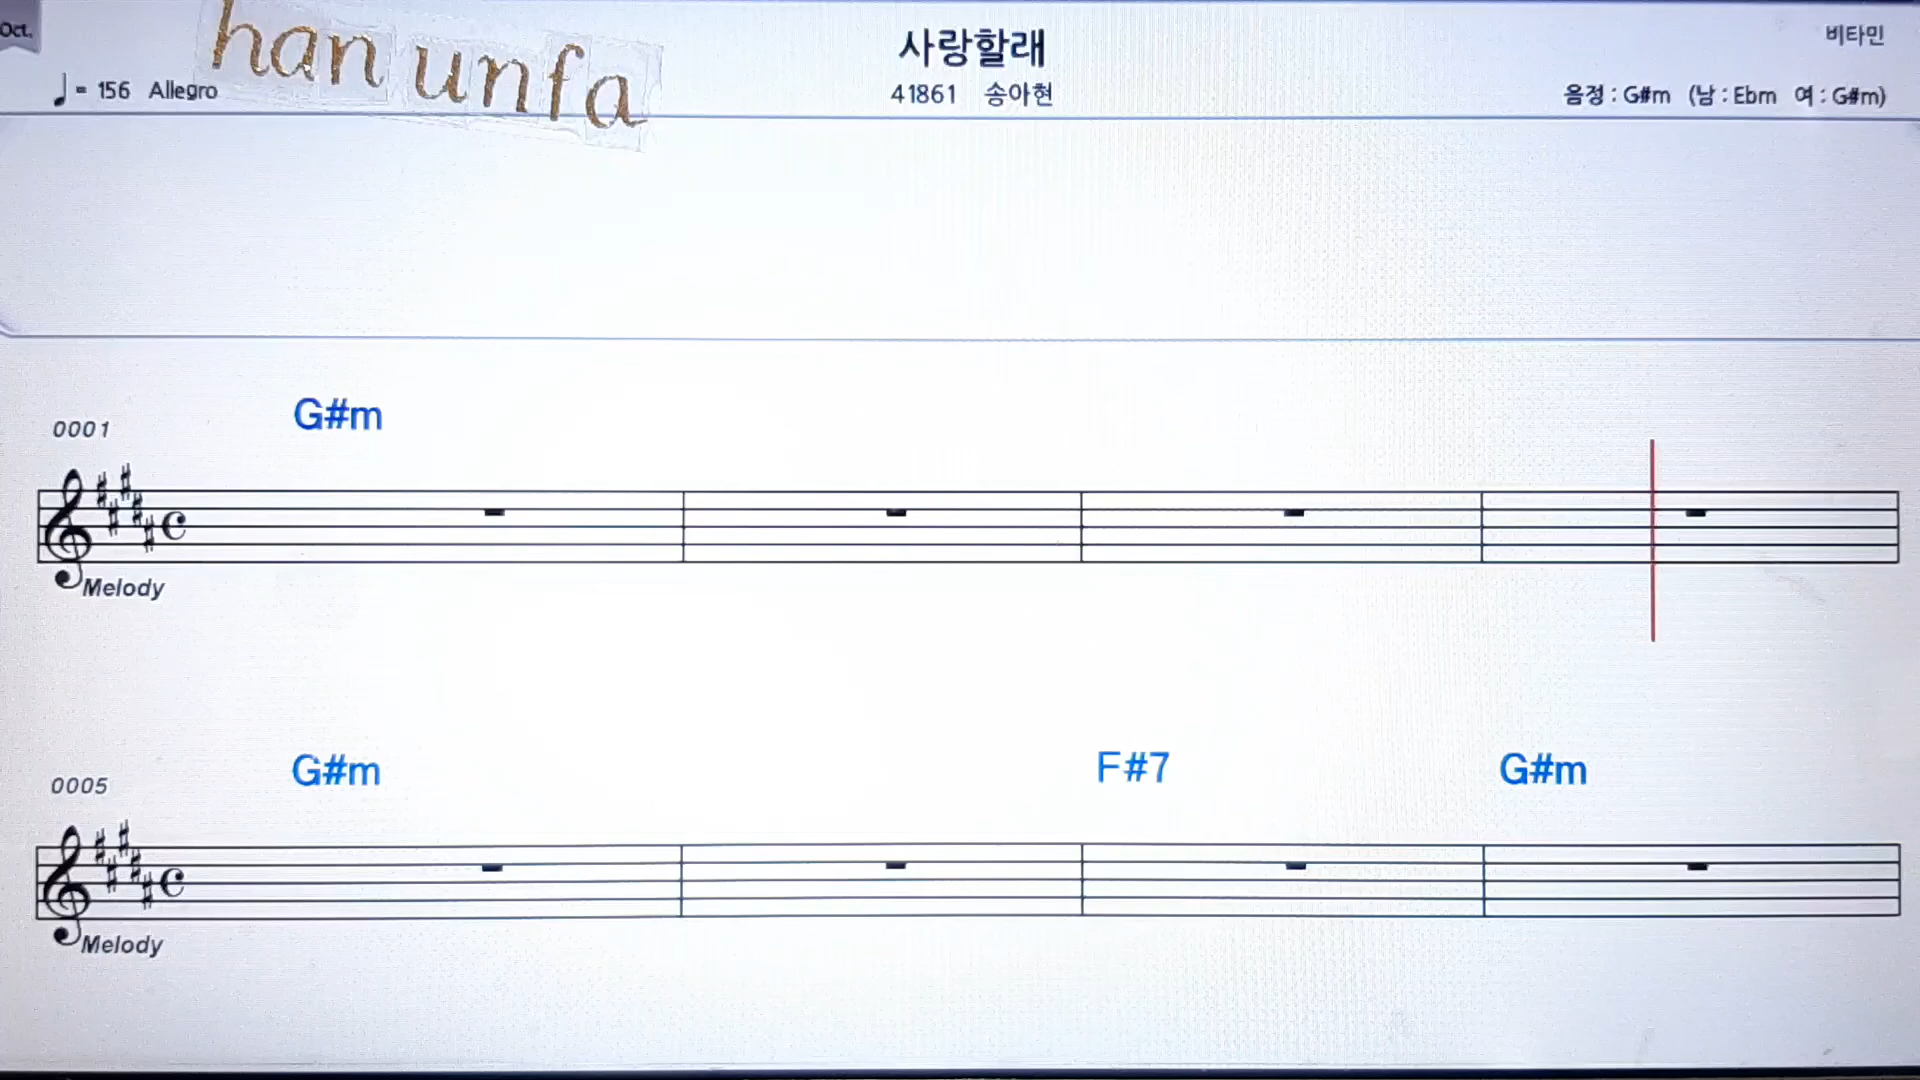 Oct.
han unfa
사랑할래
비타민
♩= 156 Allegro
41861 송아현
음정 : G#m (남 : Ebm 여 : G#m)
G#m
0001
Melody
G#m F#7 G#m
0005
Melody